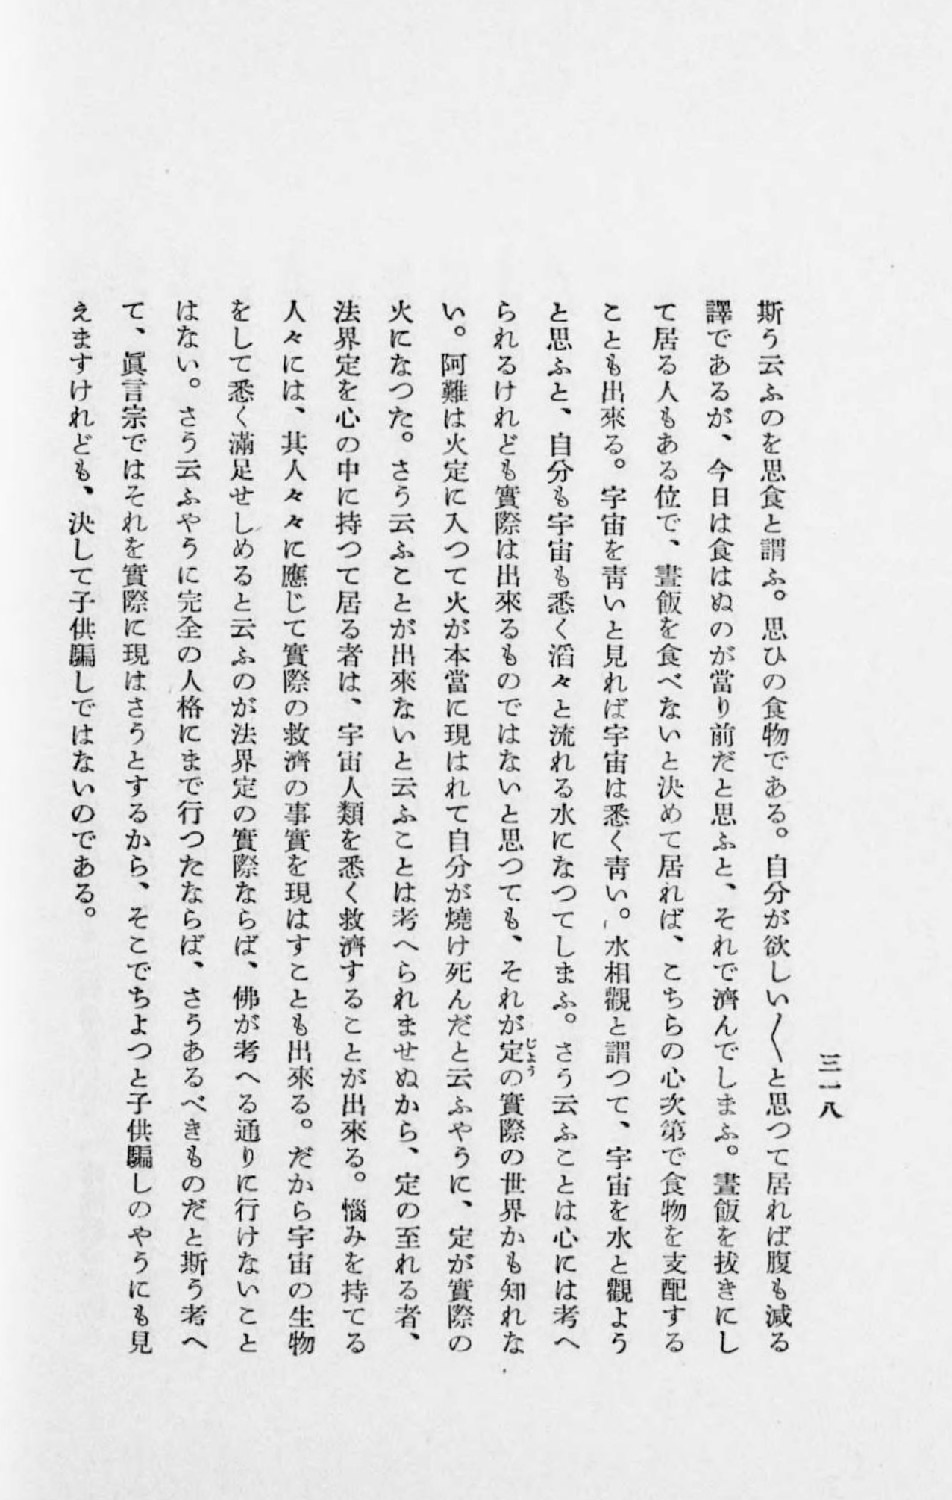 三一八
斯う云ふのを思食と謂ふ。思ひの食物である。自分が欲しい〱と思つて居れば腹も減る
譯であるが、今日は食はぬのが當り前だと思ふと、それで濟んでしまふ。晝飯を拔きにし
て居る人もある位で、晝飯を食べないと決めて居れば、こちらの心次第で食物を支配する
ことも出來る。宇宙を靑いと見れば宇宙は悉く靑い。水相觀と謂つて、宇宙を水と觀よう
と思ふと、自分も宇宙も悉く滔々と流れる水になつてしまふ。さう云ふことは心には考へ
られるけれども實際は出來るものではないと思つても、それが定じようの實際の世界かも知れな
い。阿難は火定に入つて火が本當に現はれて自分が燒け死んだと云ふやうに、定が實際の
火になつた。さう云ふことが出來ないと云ふことは考へられませぬから、定の至れる者、
法界定を心の中に持つて居る者は、宇宙人類を悉く救濟することが出來る。惱みを持てる
人々には、其人々々に應じて實際の救濟の事實を現はすことも出來る。だから宇宙の生物
をして悉く滿足せしめると云ふのが法界定の實際ならば、佛が考へる通りに行けないこと
はない。さう云ふやうに完全の人格にまで行つたならば、さうあるべきものだと斯う考へ
て、眞言宗ではそれを實際に現はさうとするから、そこでちよつと子供騙しのやうにも見
えますけれども、決して子供騙しではないのである。